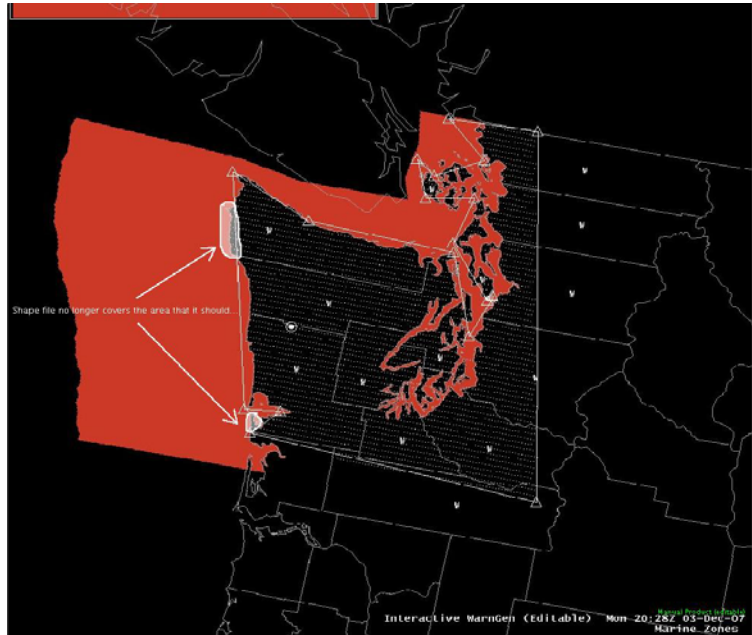 Shape file no longer covers the area that it should...
W
W
W
W
W
W
W
W
W
W
W
W
W
W
Manual Product (editable)
Interactive WarnGen (Editable) Mon 20:28Z 03-Dec-07
Marine_Zones